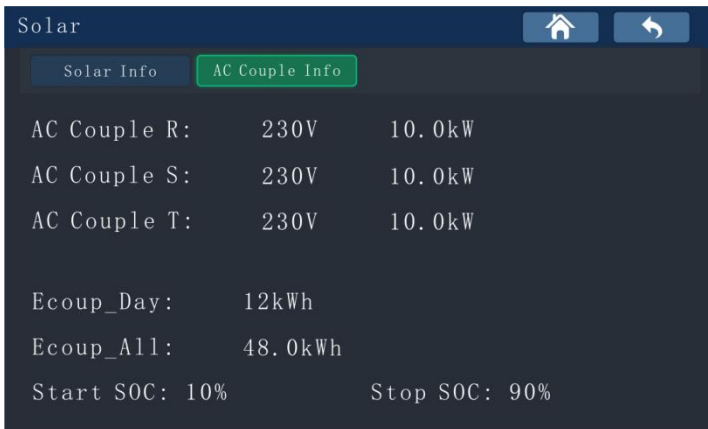 Solar
Solar Info AC Couple Info
AC Couple R: 230V 10.0kW
AC Couple S: 230V 10.0kW
AC Couple T: 230V 10.0kW
Ecoup_Day: 12kWh
Ecoup_All: 48.0kWh
Start SOC: 10% Stop SOC: 90%